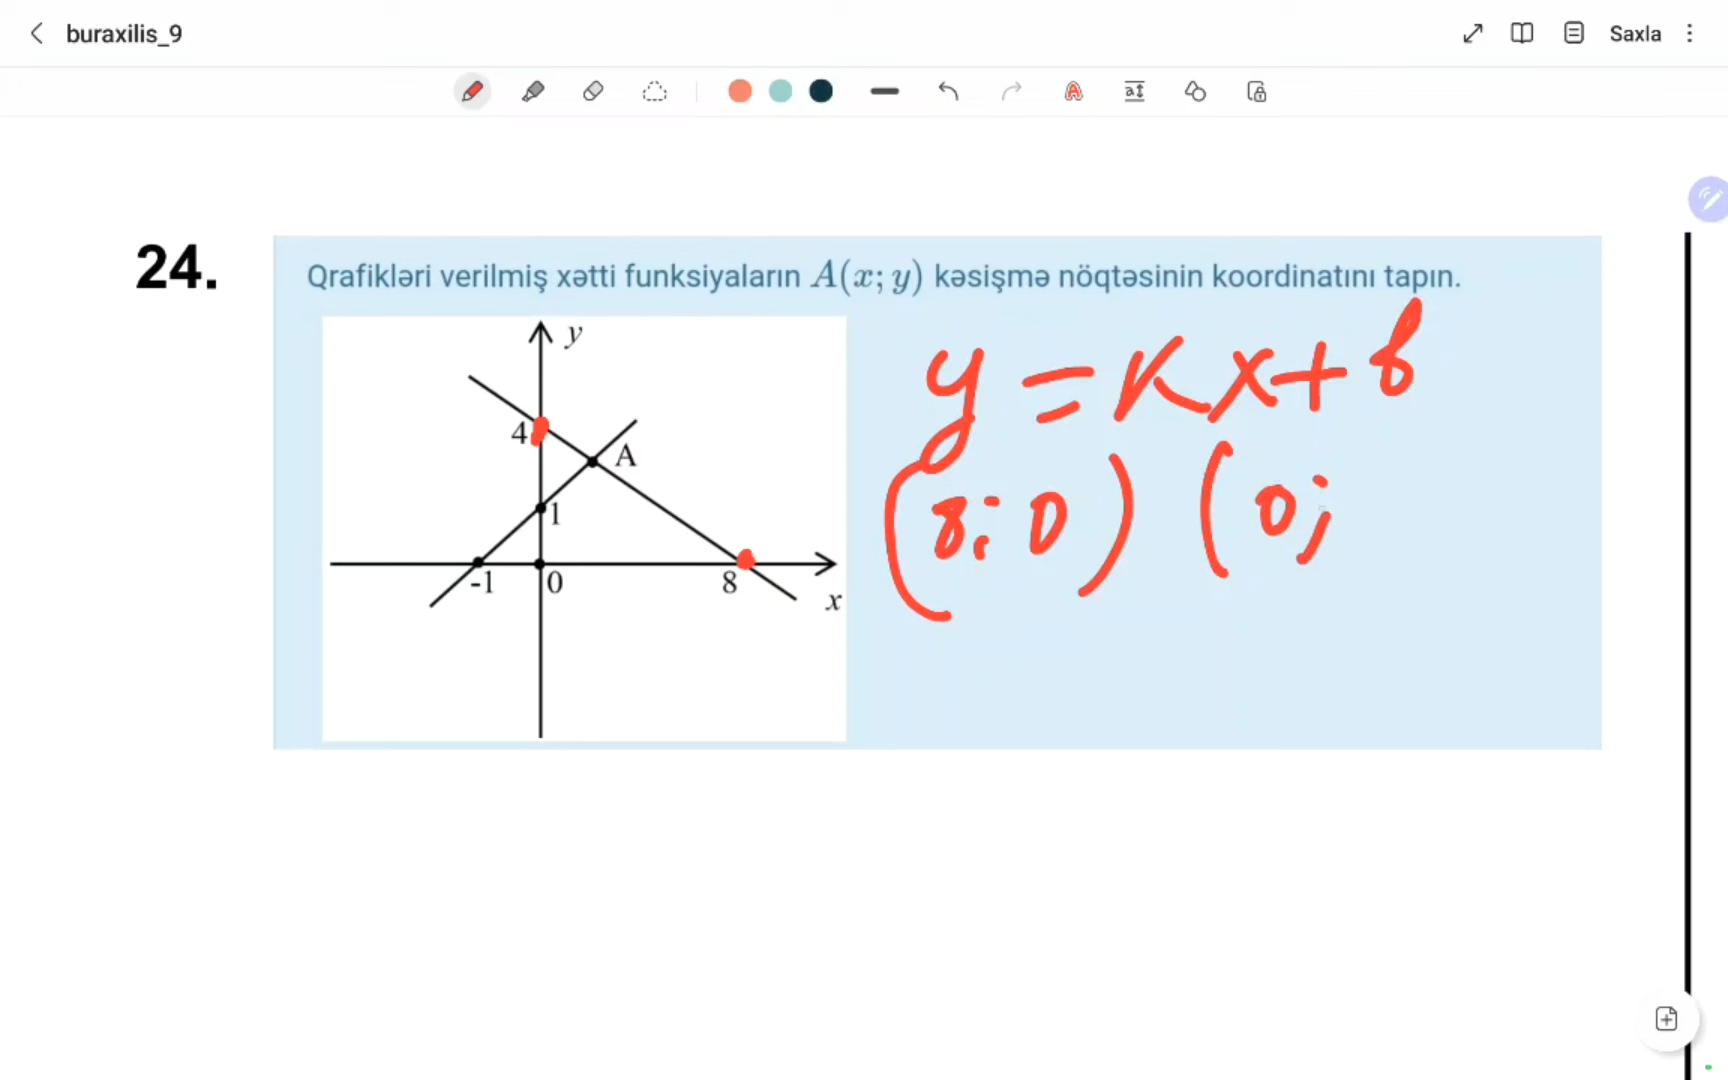 buraxilis_9
Saxla
24.
Qrafikləri verilmiş xətti funksiyaların A(x; y) kəsişmə nöqtəsinin koordinatını tapın.
y
4
A
1
-1
0
8
x
y = Kx + b
(8; 0) (0;